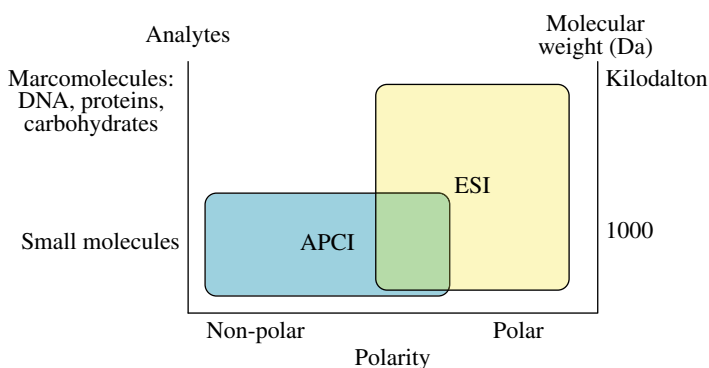 Analytes
Molecular
weight (Da)
Marcomolecules:
DNA, proteins,
carbohydrates
Kilodalton
ESI
Small molecules
APCI
1000
Non-polar
Polar
Polarity